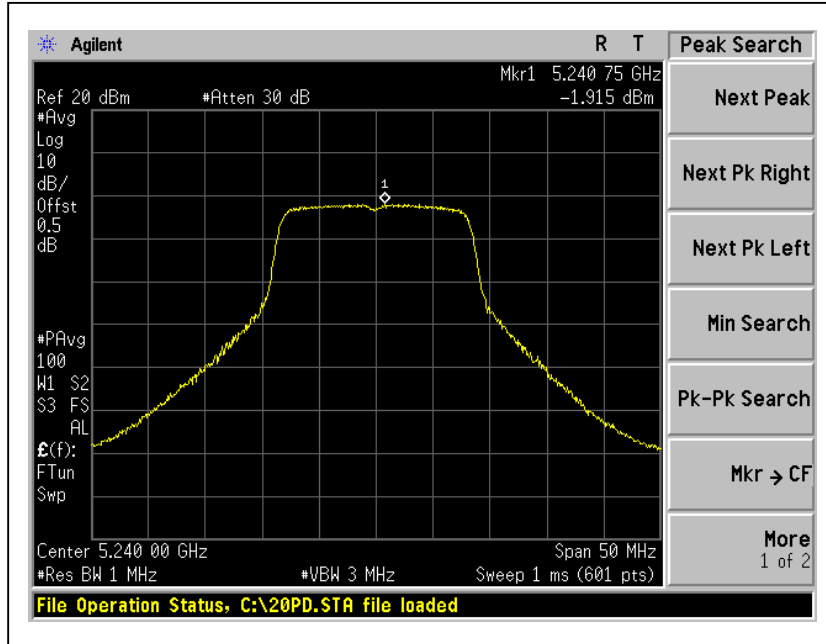 Agilent
R T
Peak Search
Mkr1 5.240 75 GHz
Ref 20 dBm #Atten 30 dB -1.915 dBm
#Avg
Log
10
dB/
Offst
0.5
dB
1
#PAvg
100
W1 S2
S3 FS
AL
£(f):
FTun
Swp
Center 5.240 00 GHz Span 50 MHz
#Res BW 1 MHz #VBW 3 MHz Sweep 1 ms (601 pts)
File Operation Status, C:\20PD.STA file loaded
Next Peak
Next Pk Right
Next Pk Left
Min Search
Pk-Pk Search
Mkr → CF
More
1 of 2